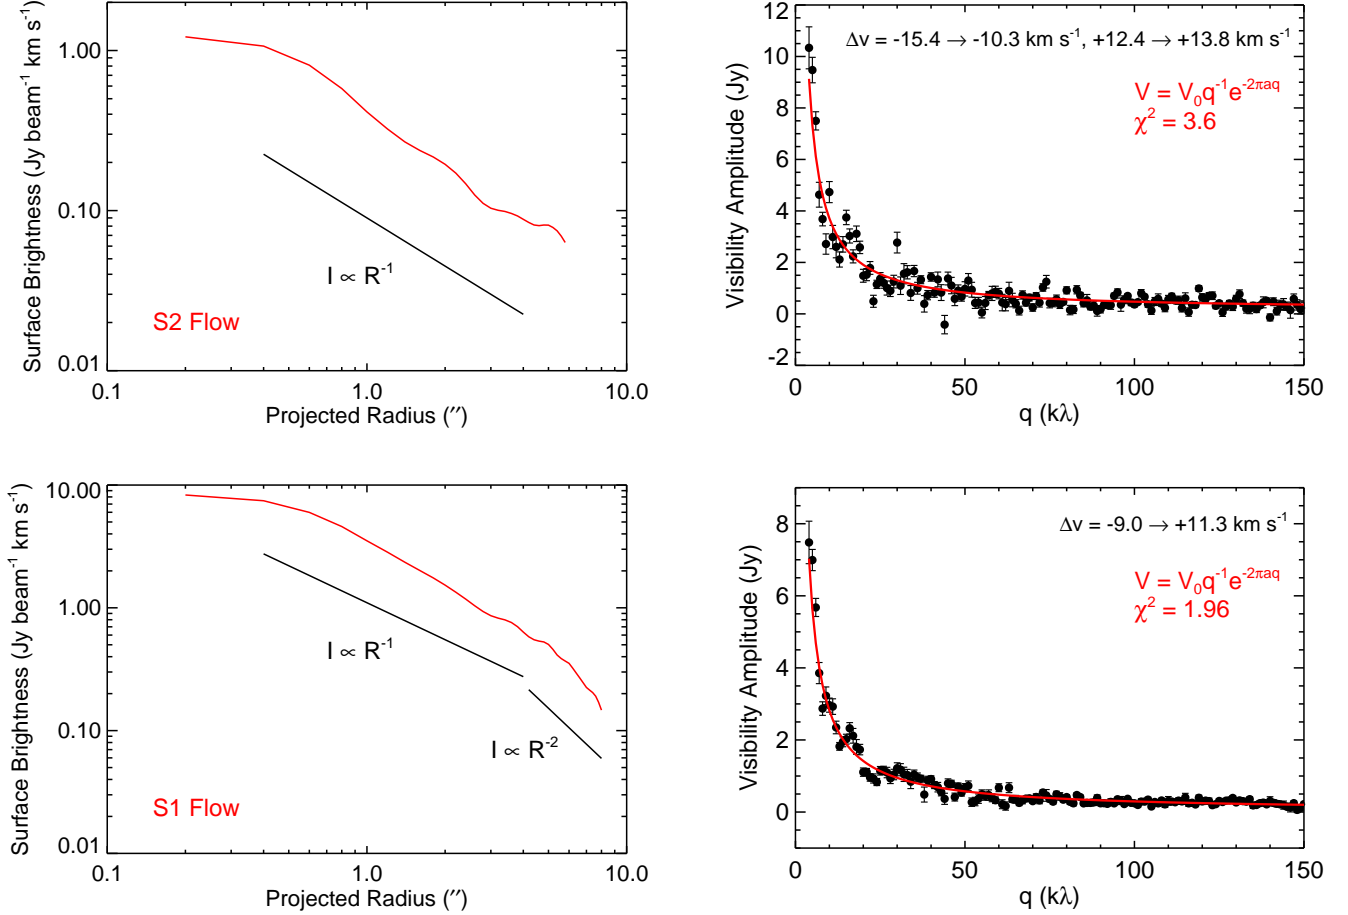 Surface Brightness (Jy beam⁻¹ km s⁻¹)
1.00
0.10
0.01
I ∝ R⁻¹
S2 Flow
0.1
1.0
10.0
Projected Radius (″)
Visibility Amplitude (Jy)
12
10
8
6
4
2
0
-2
Δv = -15.4 → -10.3 km s⁻¹, +12.4 → +13.8 km s⁻¹
V = V₀q⁻¹e⁻²πᵃq
χ² = 3.6
0
50
100
150
q (kλ)
Surface Brightness (Jy beam⁻¹ km s⁻¹)
10.00
1.00
0.10
0.01
I ∝ R⁻¹
I ∝ R⁻²
S1 Flow
0.1
1.0
10.0
Projected Radius (″)
Visibility Amplitude (Jy)
8
6
4
2
0
Δv = -9.0 → +11.3 km s⁻¹
V = V₀q⁻¹e⁻²πᵃq
χ² = 1.96
0
50
100
150
q (kλ)